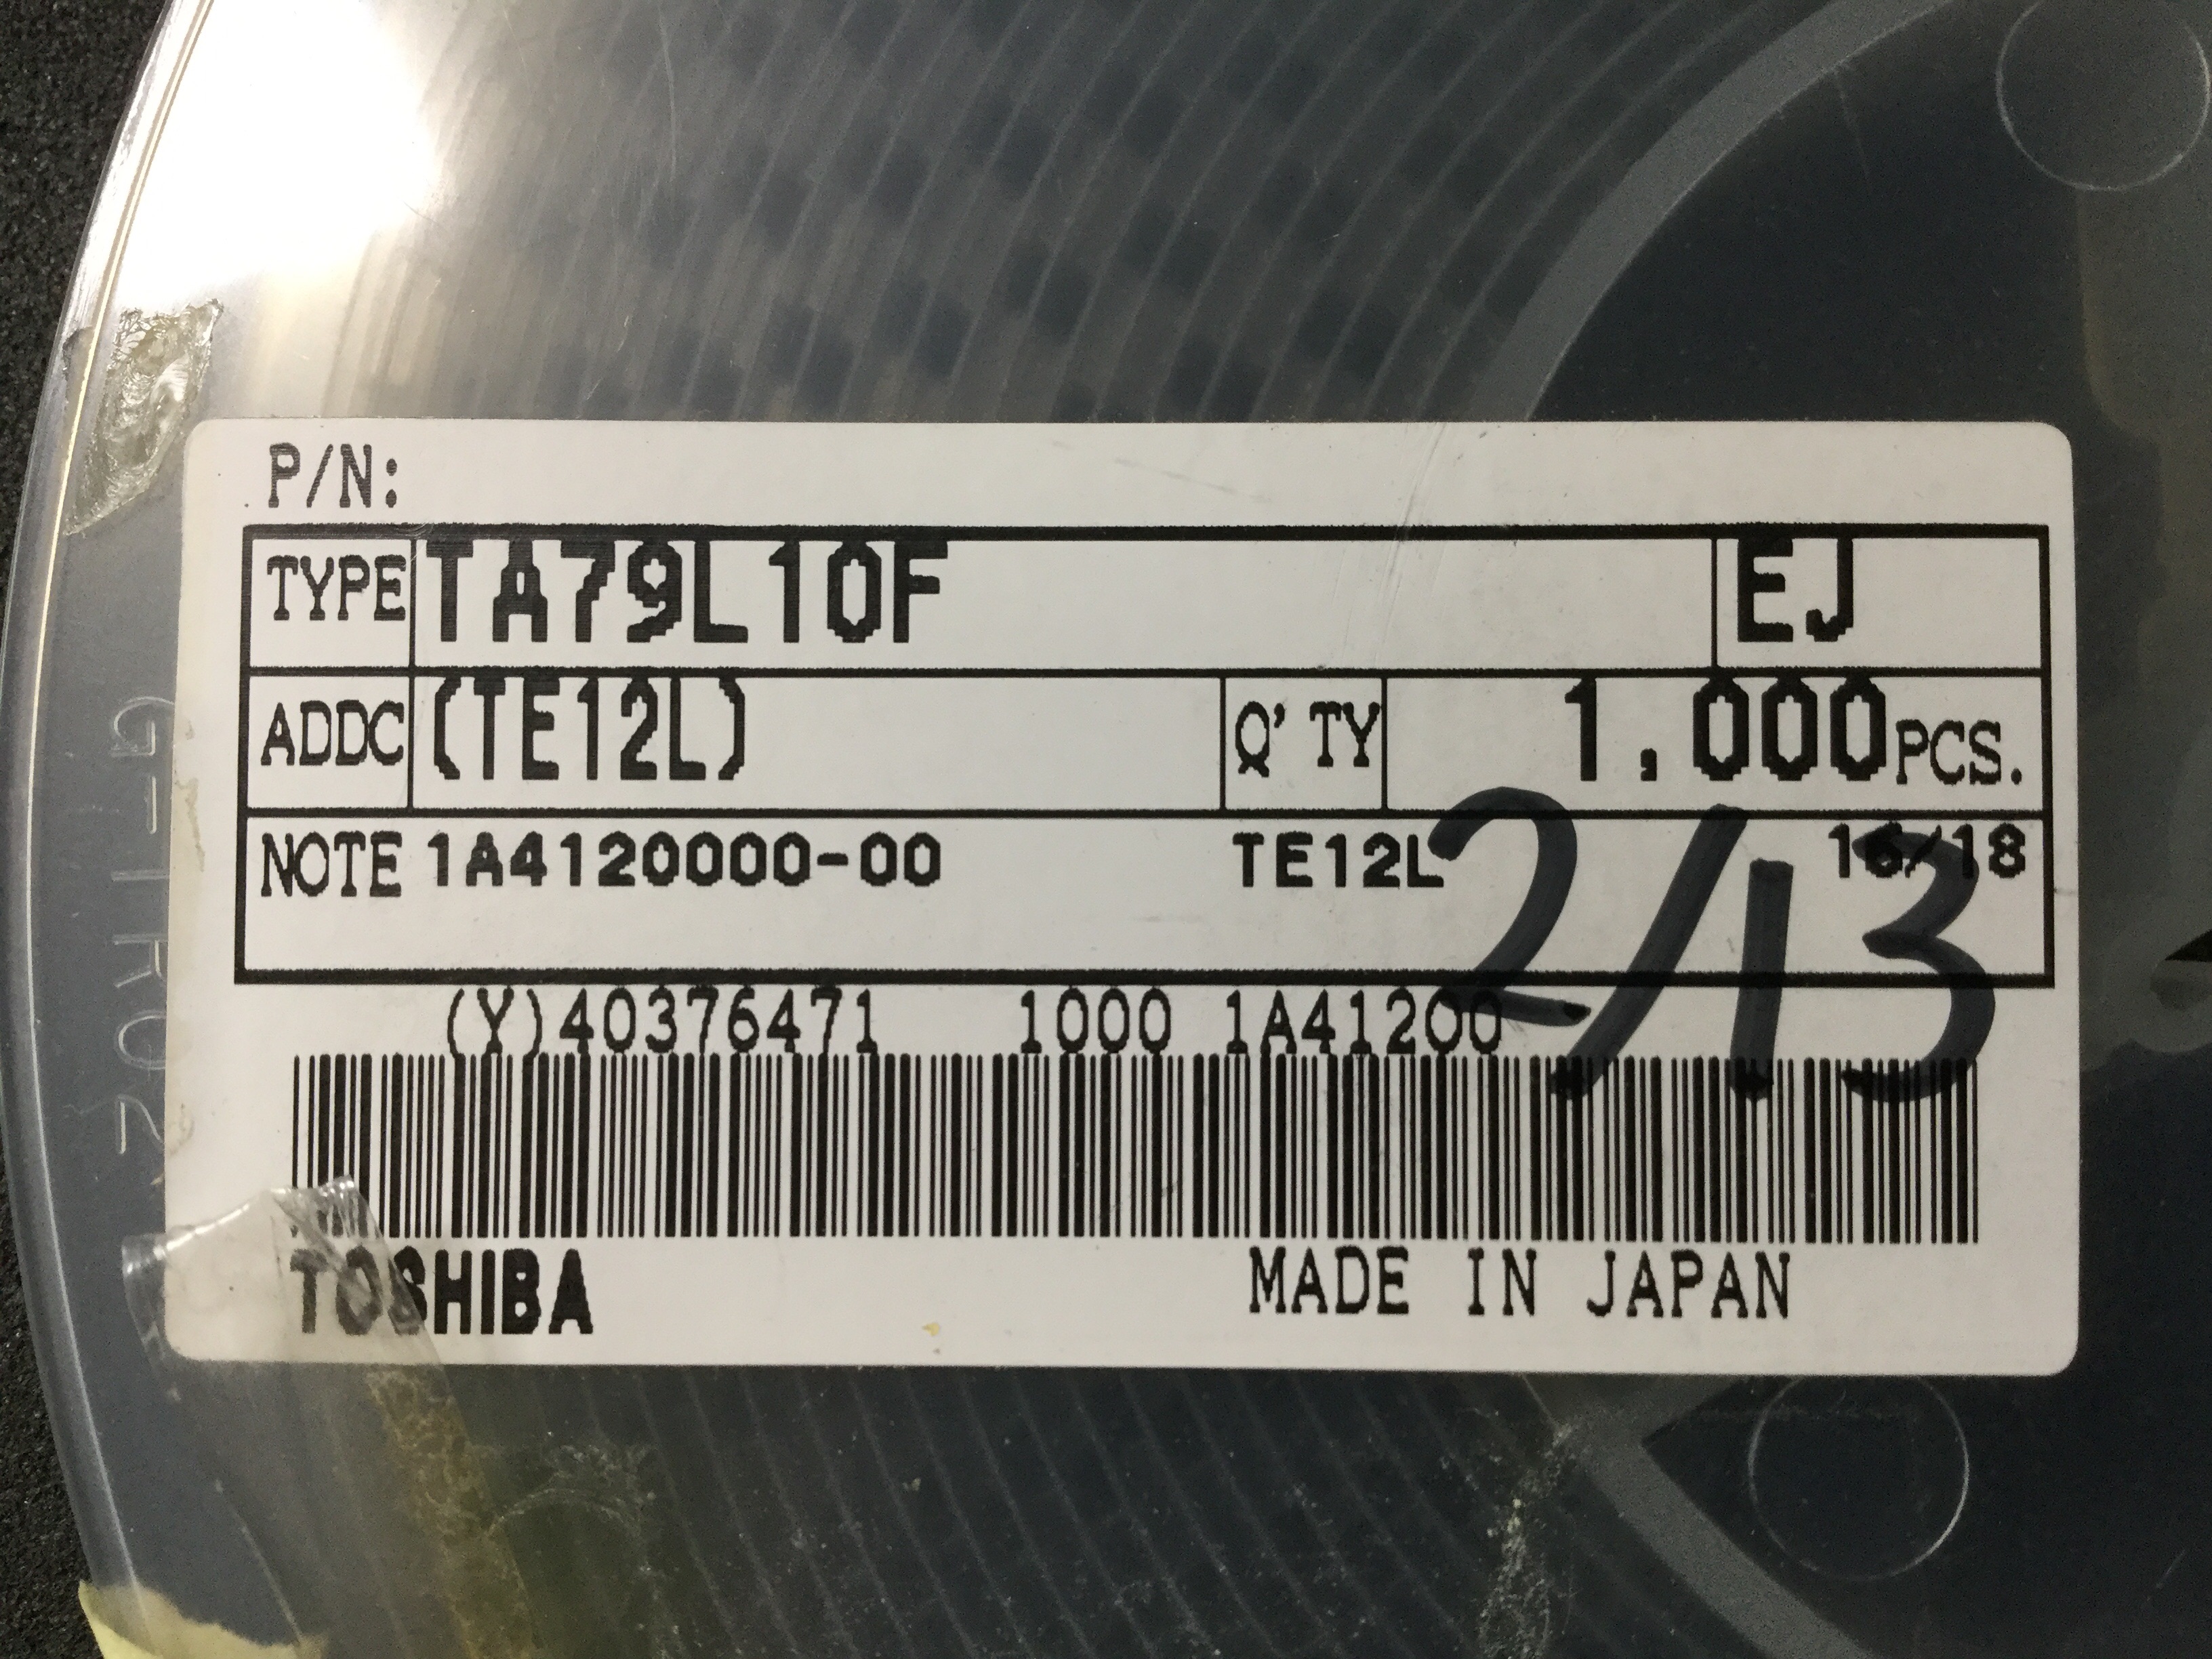 P/N:
TYPE TA79L10F EJ
ADDC (TE12L) Q'TY 1,000PCS.
NOTE 1A4120000-00 TE12L 16/18
2/13
(Y)40376471 1000 1A41200
TOSHIBA MADE IN JAPAN
G-TR02